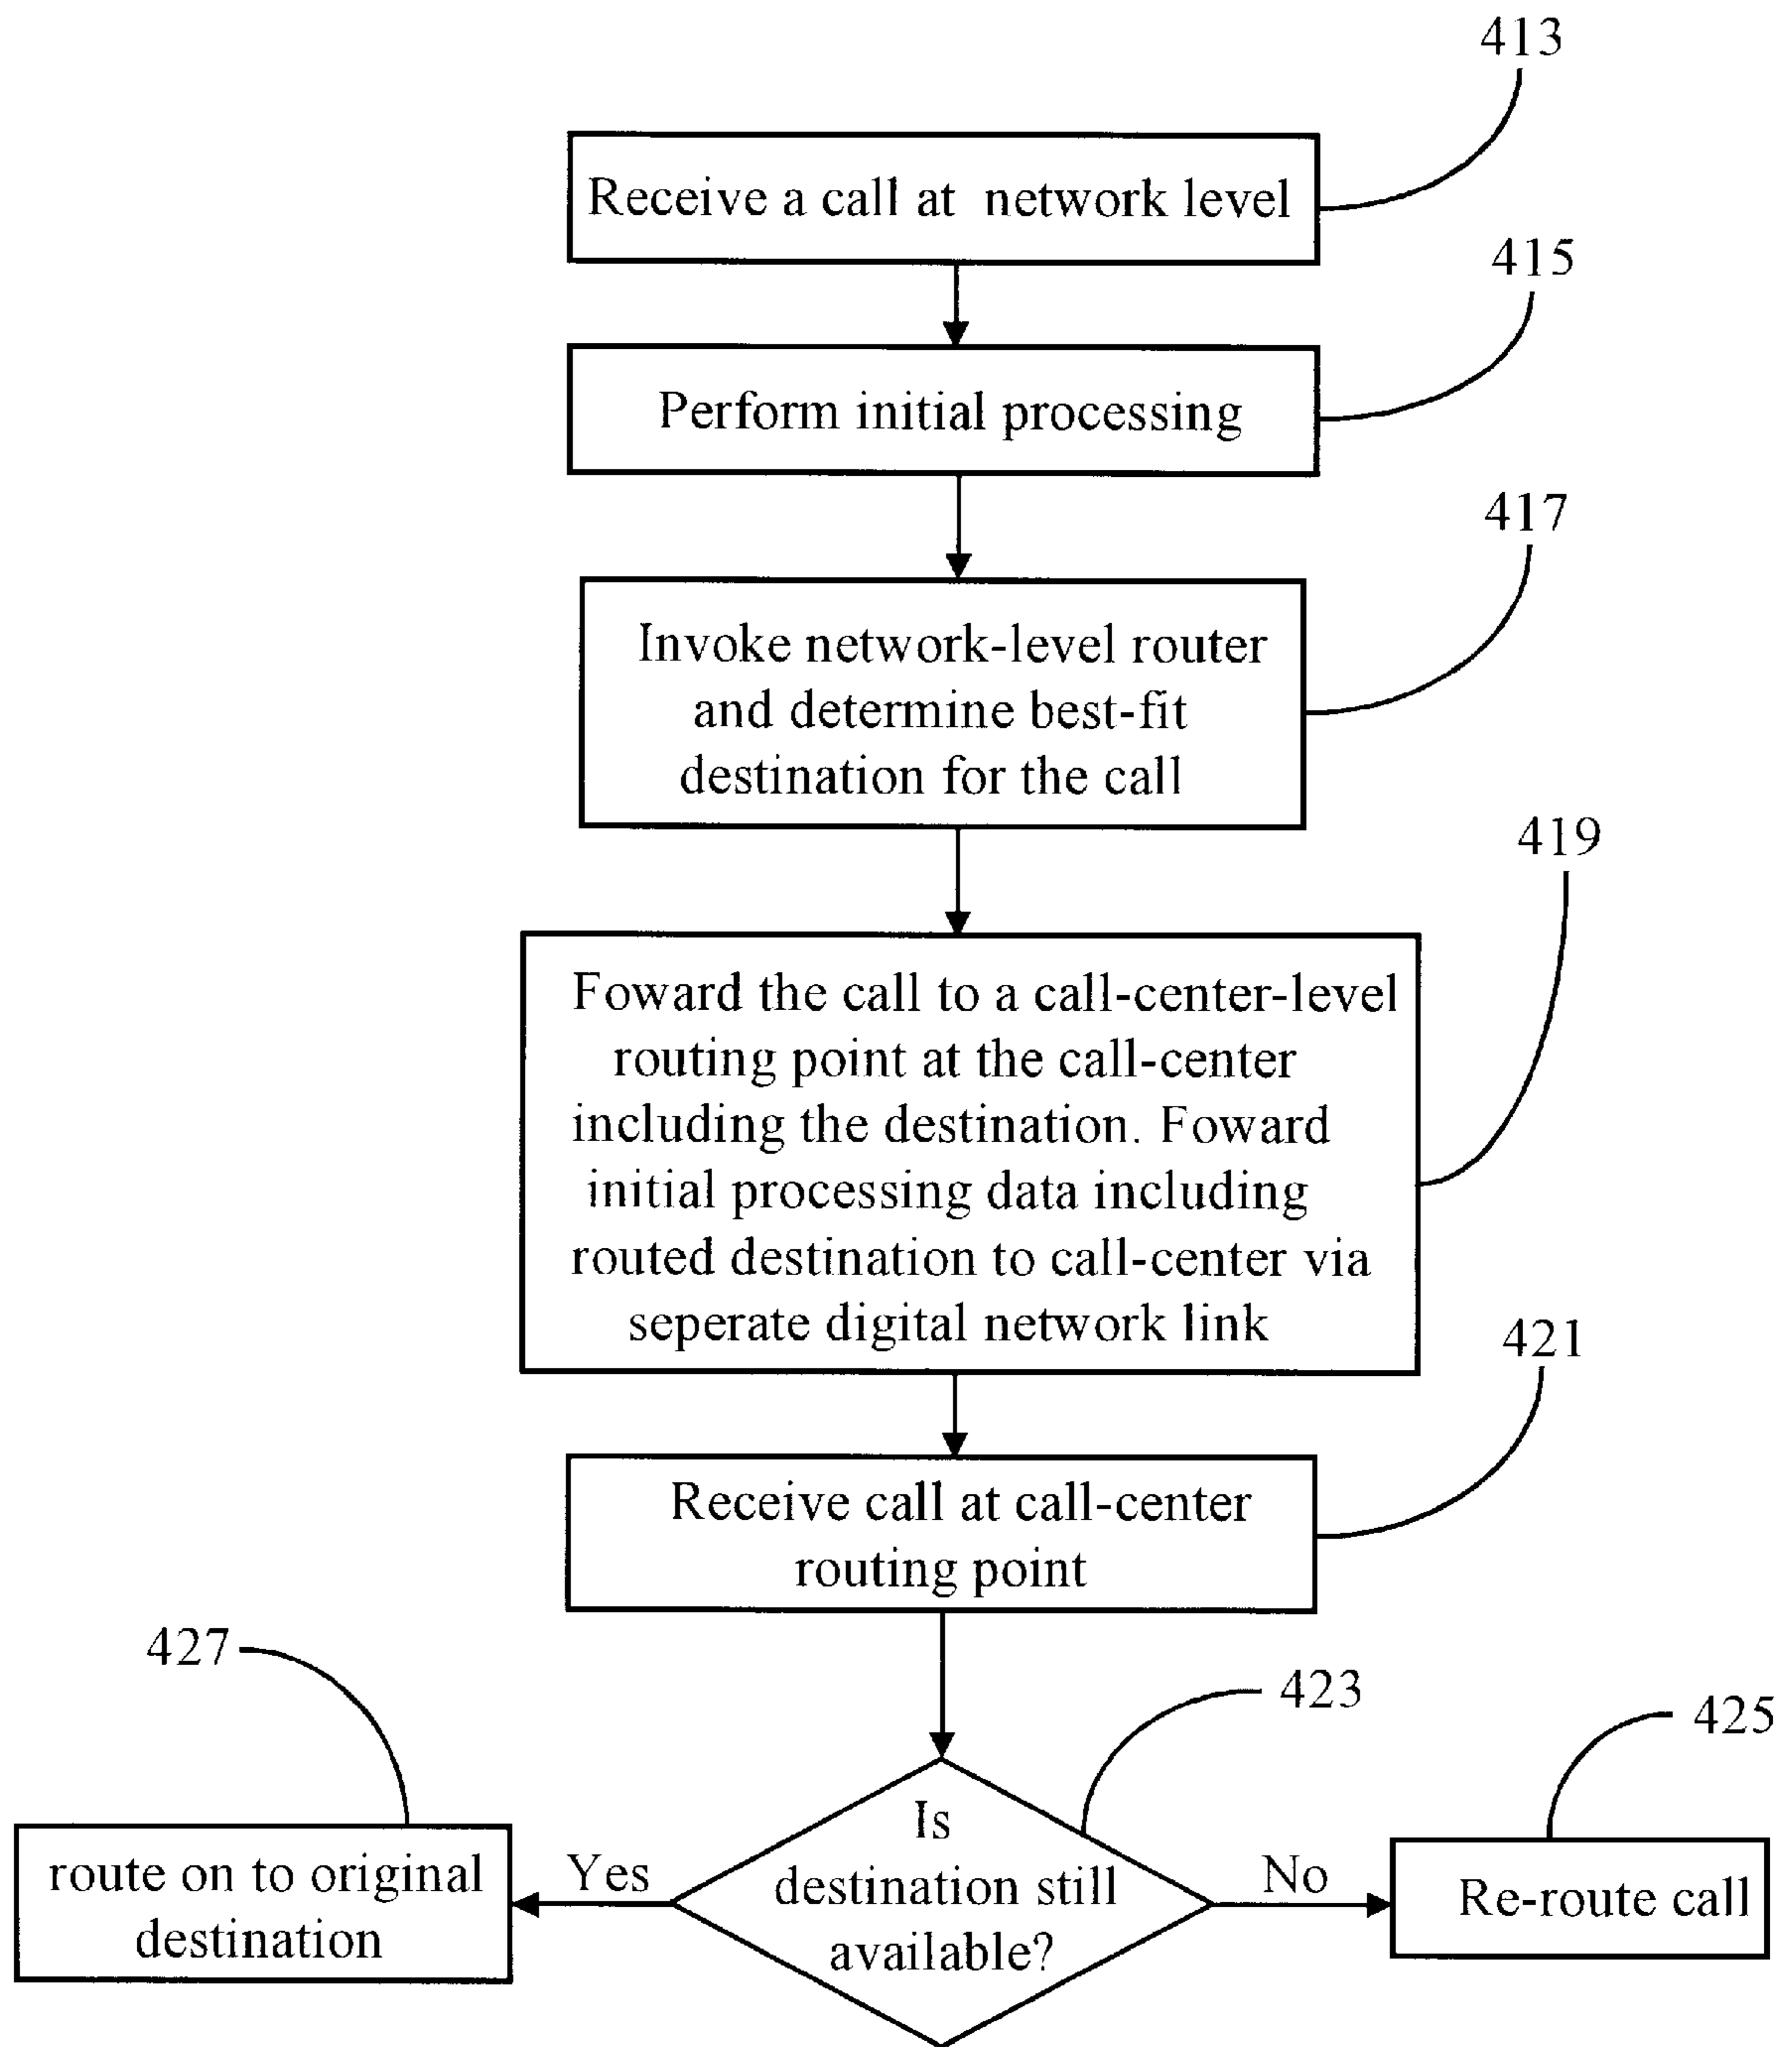 413
Receive a call at network level
415
Perform initial processing
417
Invoke network-level router
and determine best-fit
destination for the call
419
Foward the call to a call-center-level
routing point at the call-center
including the destination. Foward
initial processing data including
routed destination to call-center via
seperate digital network link
421
Receive call at call-center
routing point
427
423
425
Is
destination still
available?
Yes
No
route on to original
destination
Re-route call